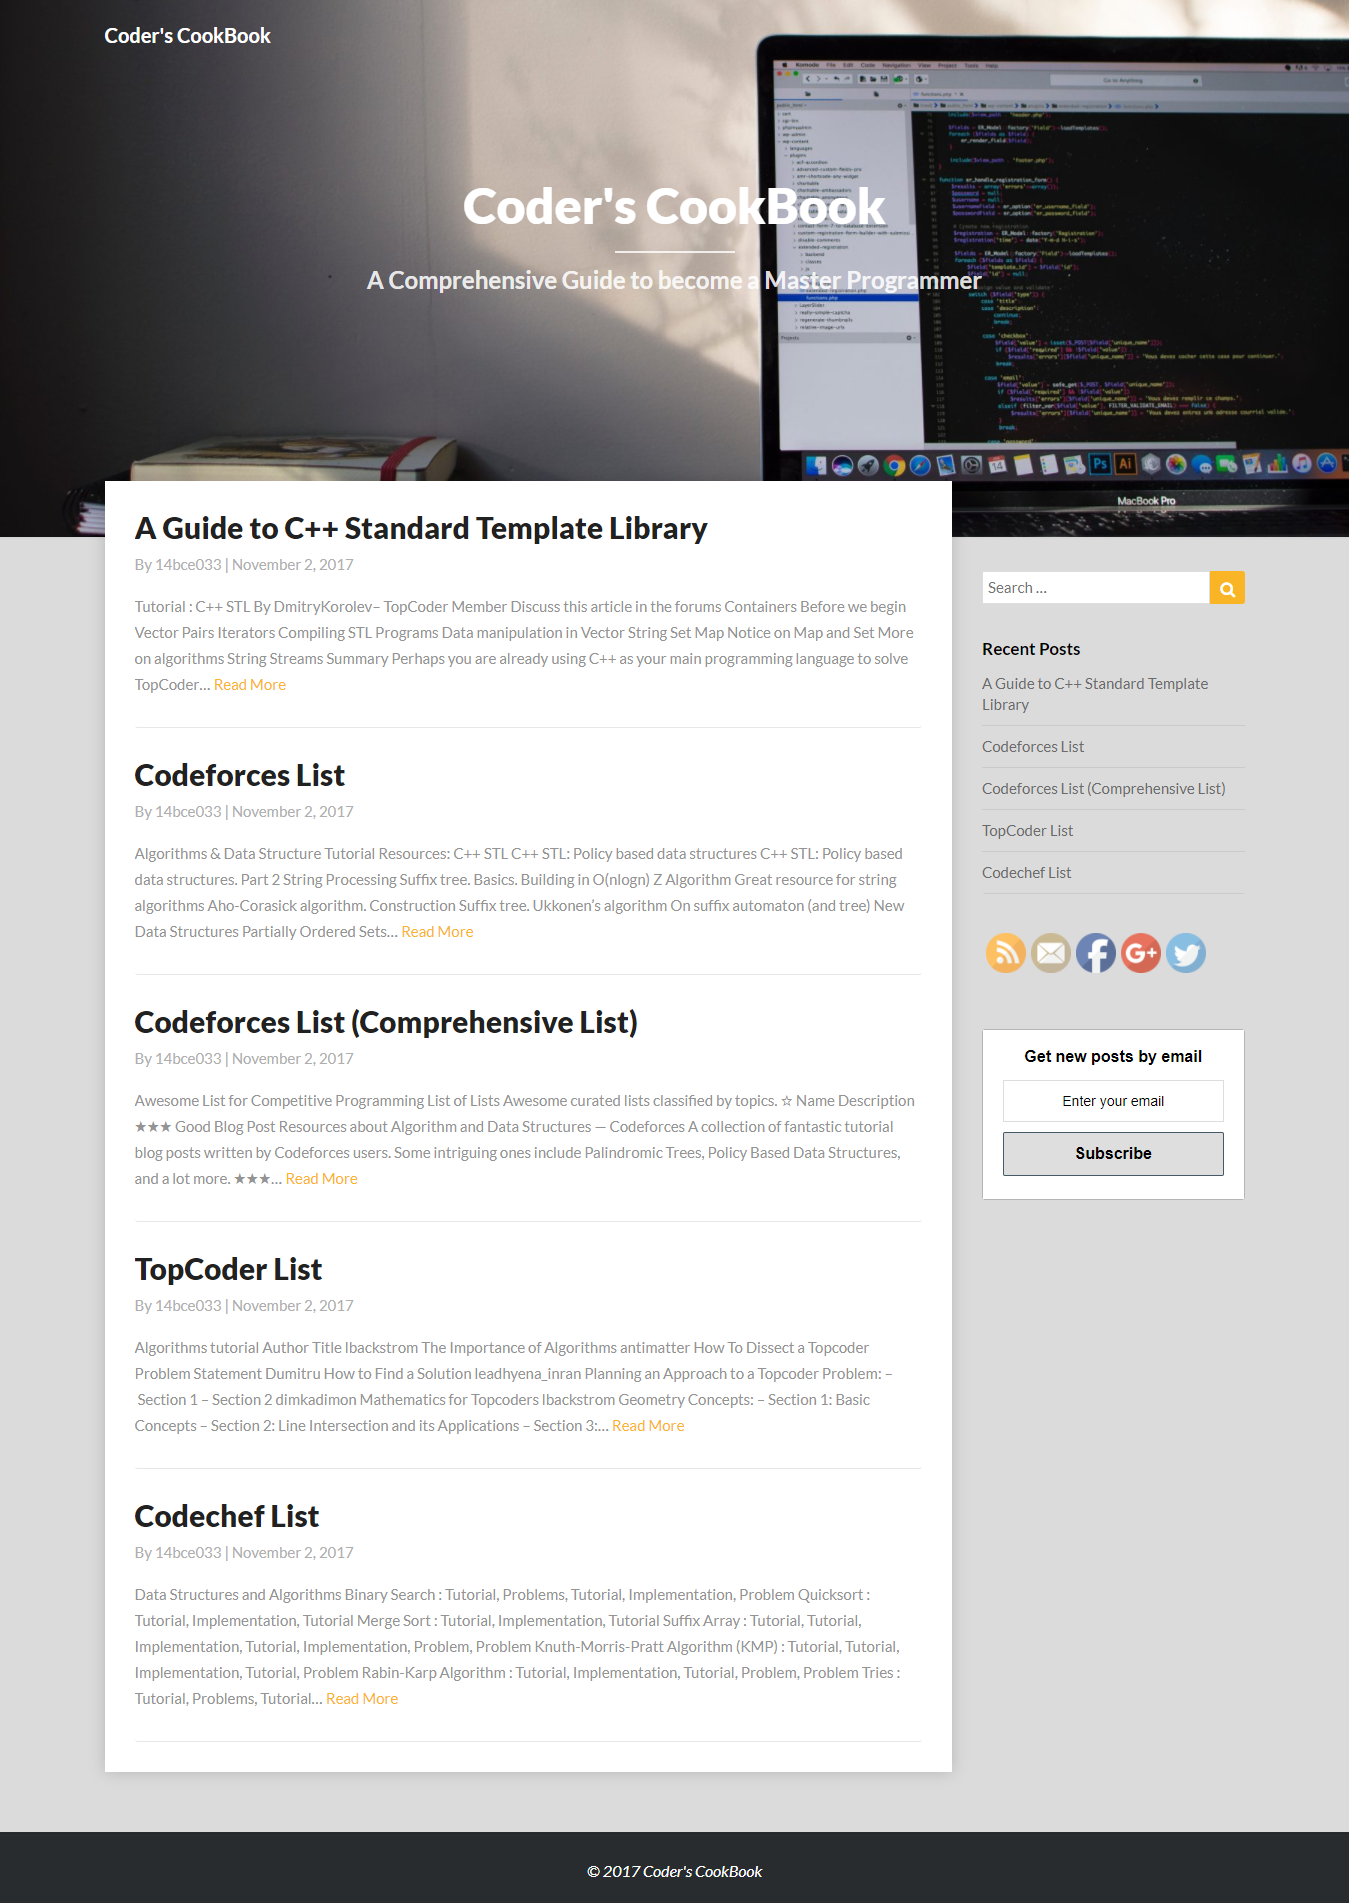 Coder's CookBook
Coder's CookBook
A Comprehensive Guide to become a Master Programmer
MacBook Pro
A Guide to C++ Standard Template Library
By 14bce033 | November 2, 2017
Tutorial : C++ STL By DmitryKorolev– TopCoder Member Discuss this article in the forums Containers Before we begin
Vector Pairs Iterators Compiling STL Programs Data manipulation in Vector String Set Map Notice on Map and Set More
on algorithms String Streams Summary Perhaps you are already using C++ as your main programming language to solve
TopCoder... Read More
Codeforces List
By 14bce033 | November 2, 2017
Algorithms & Data Structure Tutorial Resources: C++ STL C++ STL: Policy based data structures C++ STL: Policy based
data structures. Part 2 String Processing Suffix tree. Basics. Building in O(nlogn) Z Algorithm Great resource for string
algorithms Aho-Corasick algorithm. Construction Suffix tree. Ukkonen’s algorithm On suffix automaton (and tree) New
Data Structures Partially Ordered Sets... Read More
Codeforces List (Comprehensive List)
By 14bce033 | November 2, 2017
Awesome List for Competitive Programming List of Lists Awesome curated lists classified by topics. ☆ Name Description
★★★ Good Blog Post Resources about Algorithm and Data Structures — Codeforces A collection of fantastic tutorial
blog posts written by Codeforces users. Some intriguing ones include Palindromic Trees, Policy Based Data Structures,
and a lot more. ★★★... Read More
TopCoder List
By 14bce033 | November 2, 2017
Algorithms tutorial Author Title lbackstrom The Importance of Algorithms antimatter How To Dissect a Topcoder
Problem Statement Dumitru How to Find a Solution leadhyena_inran Planning an Approach to a Topcoder Problem: –
Section 1 – Section 2 dimkadimon Mathematics for Topcoders lbackstrom Geometry Concepts: – Section 1: Basic
Concepts – Section 2: Line Intersection and its Applications – Section 3:... Read More
Codechef List
By 14bce033 | November 2, 2017
Data Structures and Algorithms Binary Search : Tutorial, Problems, Tutorial, Implementation, Problem Quicksort :
Tutorial, Implementation, Tutorial Merge Sort : Tutorial, Implementation, Tutorial Suffix Array : Tutorial, Tutorial,
Implementation, Tutorial, Implementation, Problem, Problem Knuth-Morris-Pratt Algorithm (KMP) : Tutorial, Tutorial,
Implementation, Tutorial, Problem Rabin-Karp Algorithm : Tutorial, Implementation, Tutorial, Problem, Problem Tries :
Tutorial, Problems, Tutorial... Read More
Search ...
Recent Posts
A Guide to C++ Standard Template
Library
Codeforces List
Codeforces List (Comprehensive List)
TopCoder List
Codechef List
Get new posts by email
Enter your email
Subscribe
© 2017 Coder's CookBook